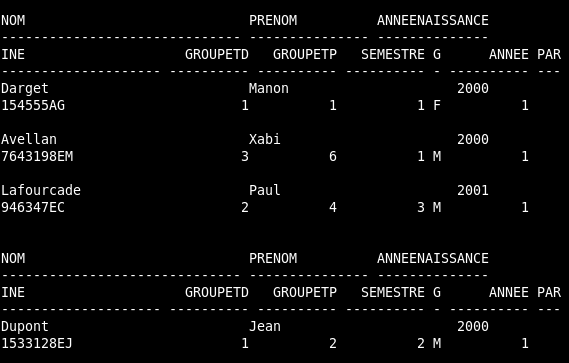 NOM PRENOM ANNEENAISSANCE
------------------------------ --------------- --------------
INE GROUPETD GROUPETP SEMESTRE G ANNEE PAR
-------------------- ---------- ---------- ---------- - ---------- ---
Darget Manon 2000
154555AG 1 1 1 F 1
Avellan Xabi 2000
7643198EM 3 6 1 M 1
Lafourcade Paul 2001
946347EC 2 4 3 M 1
NOM PRENOM ANNEENAISSANCE
------------------------------ --------------- --------------
INE GROUPETD GROUPETP SEMESTRE G ANNEE PAR
-------------------- ---------- ---------- ---------- - ---------- ---
Dupont Jean 2000
1533128EJ 1 2 2 M 1